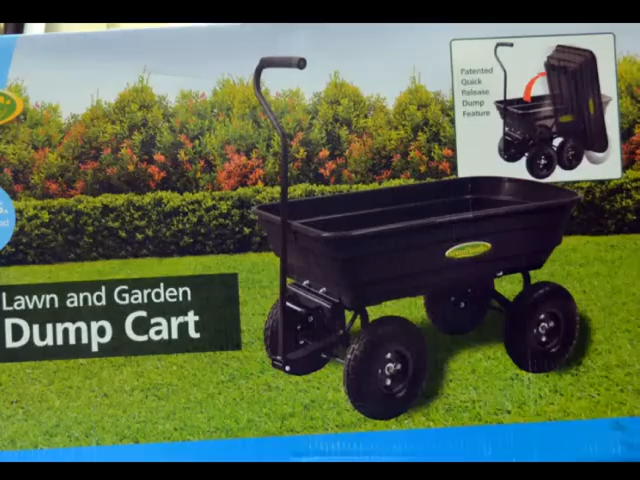 Patented
Quick
Release
Dump
Feature
Lawn and Garden
Dump Cart